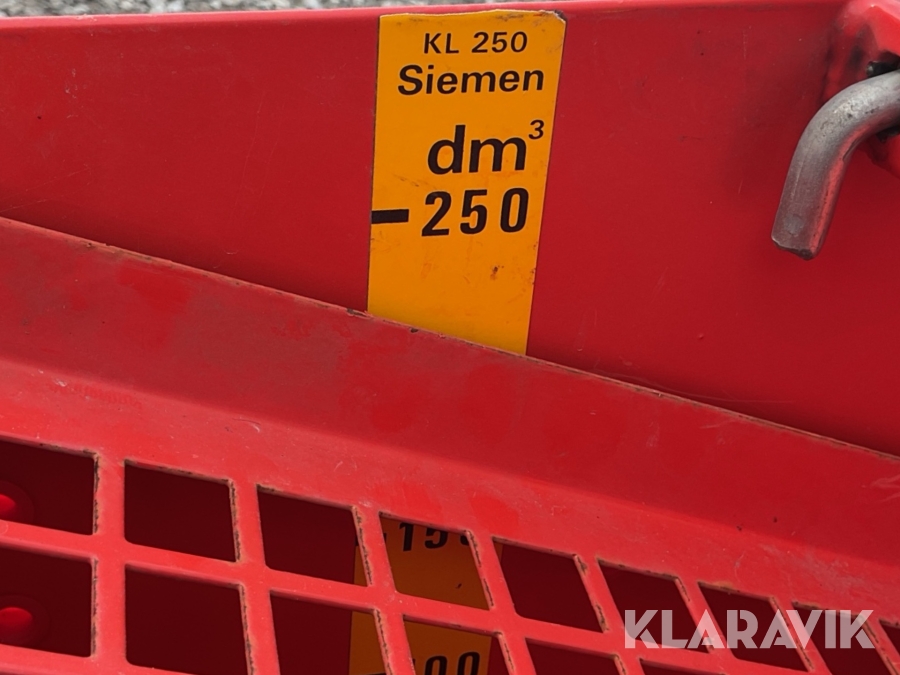 KL 250
Siemen
dm³
250
KLARAVIK